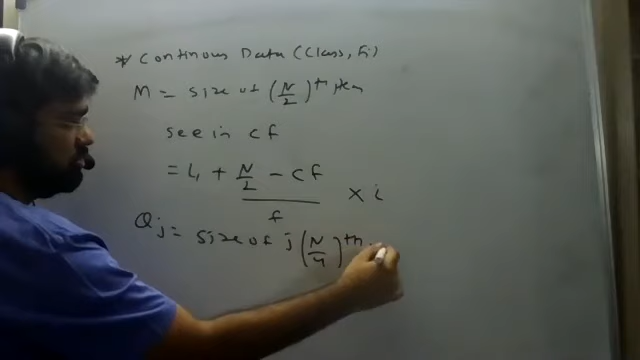 * Continous Data (Class, fi)
M = size of (N/2)th item
see in cf
= L1 + (N/2 - cf)/f × i
Qj = size of j (N/4)th